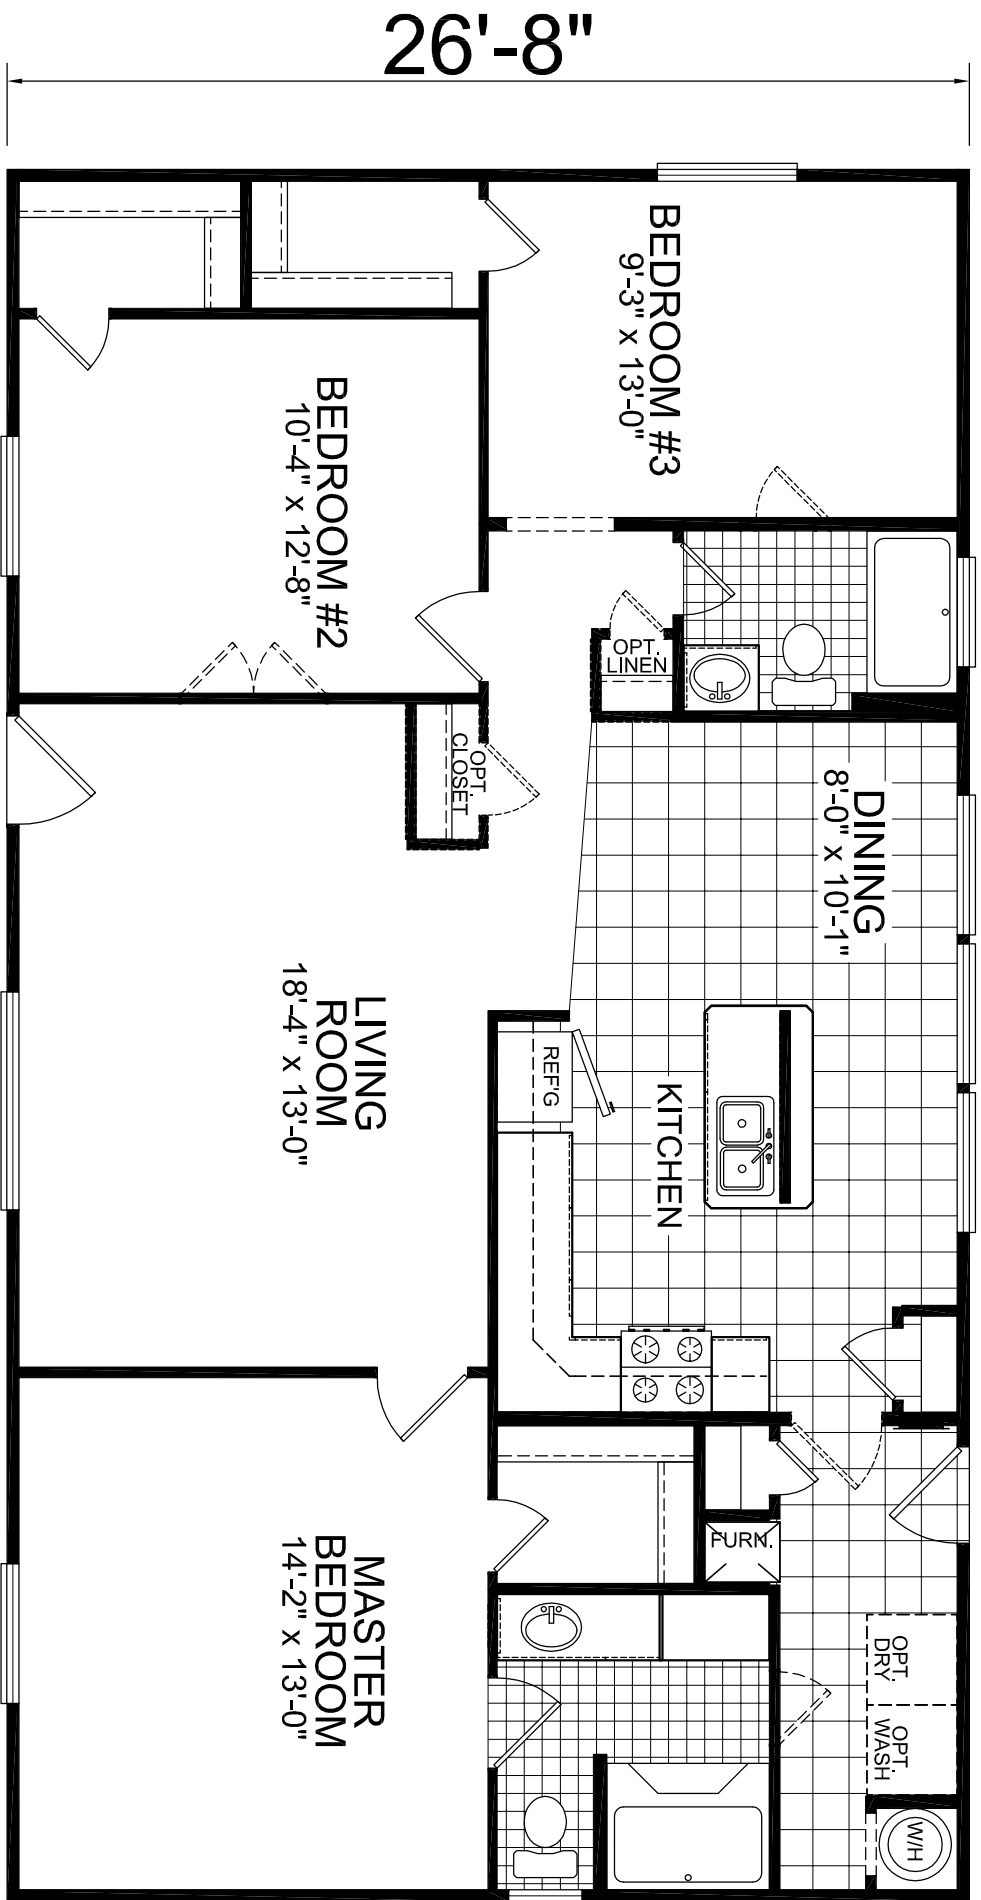 26'-8"
BEDROOM #3
9'-3" x 13'-0"
BEDROOM #2
10'-4" x 12'-8"
OPT.
LINEN
OPT.
CLOSET
DINING
8'-0" x 10'-1"
LIVING
ROOM
18'-4" x 13'-0"
REF'G
KITCHEN
FURN.
MASTER
BEDROOM
14'-2" x 13'-0"
OPT.
DRY
OPT.
WASH
W/H